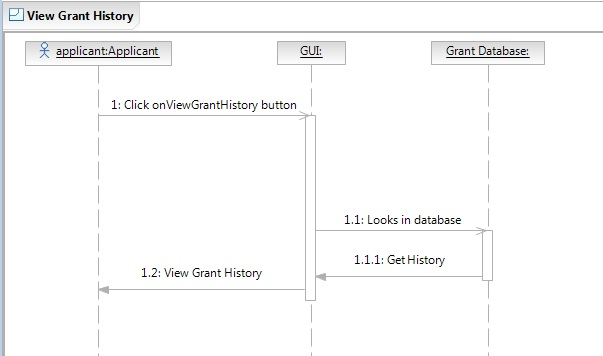 View Grant History
applicant:Applicant
GUI:
Grant Database:
1: Click onViewGrantHistory button
1.1: Looks in database
1.1.1: Get History
1.2: View Grant History